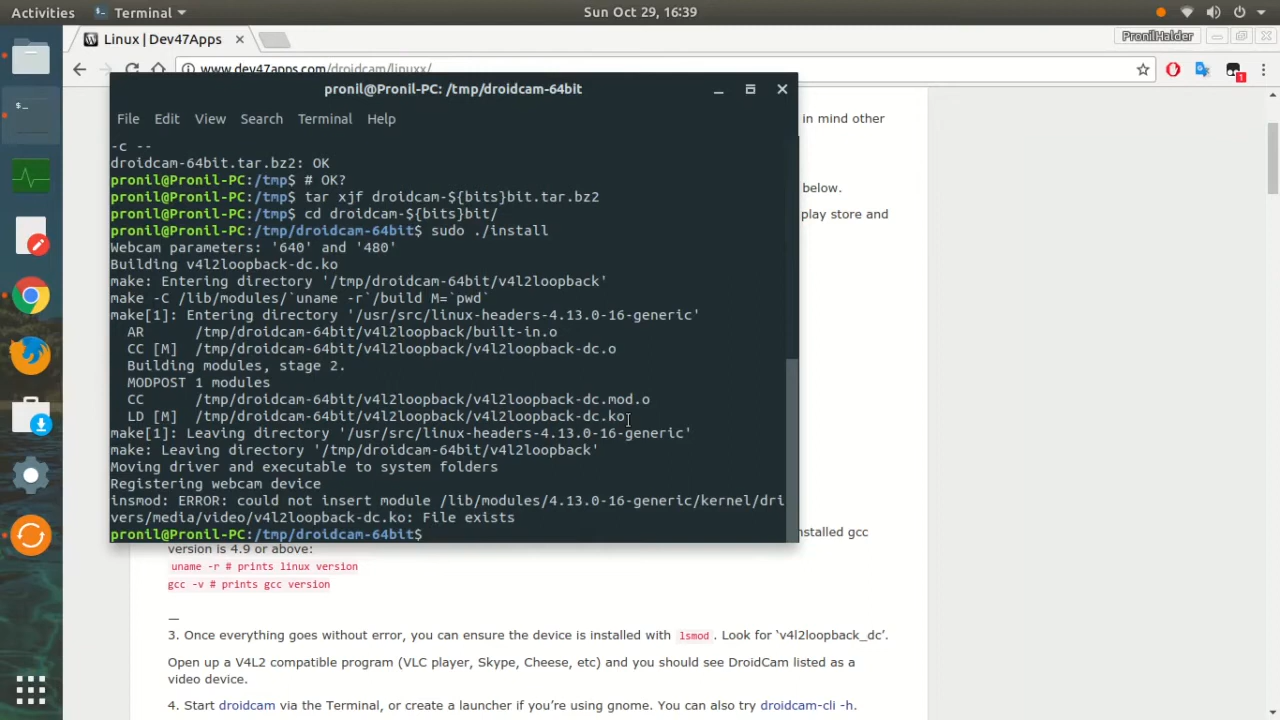 Activities
Terminal
Sun Oct 29, 16:39
Linux | Dev47Apps
PronilHalder
www.dev47apps.com/droidcam/linuxx/
1
pronil@Pronil-PC: /tmp/droidcam-64bit
File Edit View Search Terminal Help
in mind other
below.
play store and
-c --
droidcam-64bit.tar.bz2: OK
pronil@Pronil-PC:/tmp$ # OK?
pronil@Pronil-PC:/tmp$ tar xjf droidcam-${bits}bit.tar.bz2
pronil@Pronil-PC:/tmp$ cd droidcam-${bits}bit/
pronil@Pronil-PC:/tmp/droidcam-64bit$ sudo ./install
Webcam parameters: '640' and '480'
Building v4l2loopback-dc.ko
make: Entering directory '/tmp/droidcam-64bit/v4l2loopback'
make -C /lib/modules/`uname -r`/build M=`pwd`
make[1]: Entering directory '/usr/src/linux-headers-4.13.0-16-generic'
AR /tmp/droidcam-64bit/v4l2loopback/built-in.o
CC [M] /tmp/droidcam-64bit/v4l2loopback/v4l2loopback-dc.o
Building modules, stage 2.
MODPOST 1 modules
CC /tmp/droidcam-64bit/v4l2loopback/v4l2loopback-dc.mod.o
LD [M] /tmp/droidcam-64bit/v4l2loopback/v4l2loopback-dc.ko
make[1]: Leaving directory '/usr/src/linux-headers-4.13.0-16-generic'
make: Leaving directory '/tmp/droidcam-64bit/v4l2loopback'
Moving driver and executable to system folders
Registering webcam device
insmod: ERROR: could not insert module /lib/modules/4.13.0-16-generic/kernel/dri
vers/media/video/v4l2loopback-dc.ko: File exists
pronil@Pronil-PC:/tmp/droidcam-64bit$
nstalled gcc
version is 4.9 or above:
uname -r # prints linux version
gcc -v # prints gcc version
—
3. Once everything goes without error, you can ensure the device is installed with lsmod. Look for ‘v4l2loopback_dc’.
Open up a V4L2 compatible program (VLC player, Skype, Cheese, etc) and you should see DroidCam listed as a
video device.
4. Start droidcam via the Terminal, or create a launcher if you’re using gnome. You can also try droidcam-cli -h.